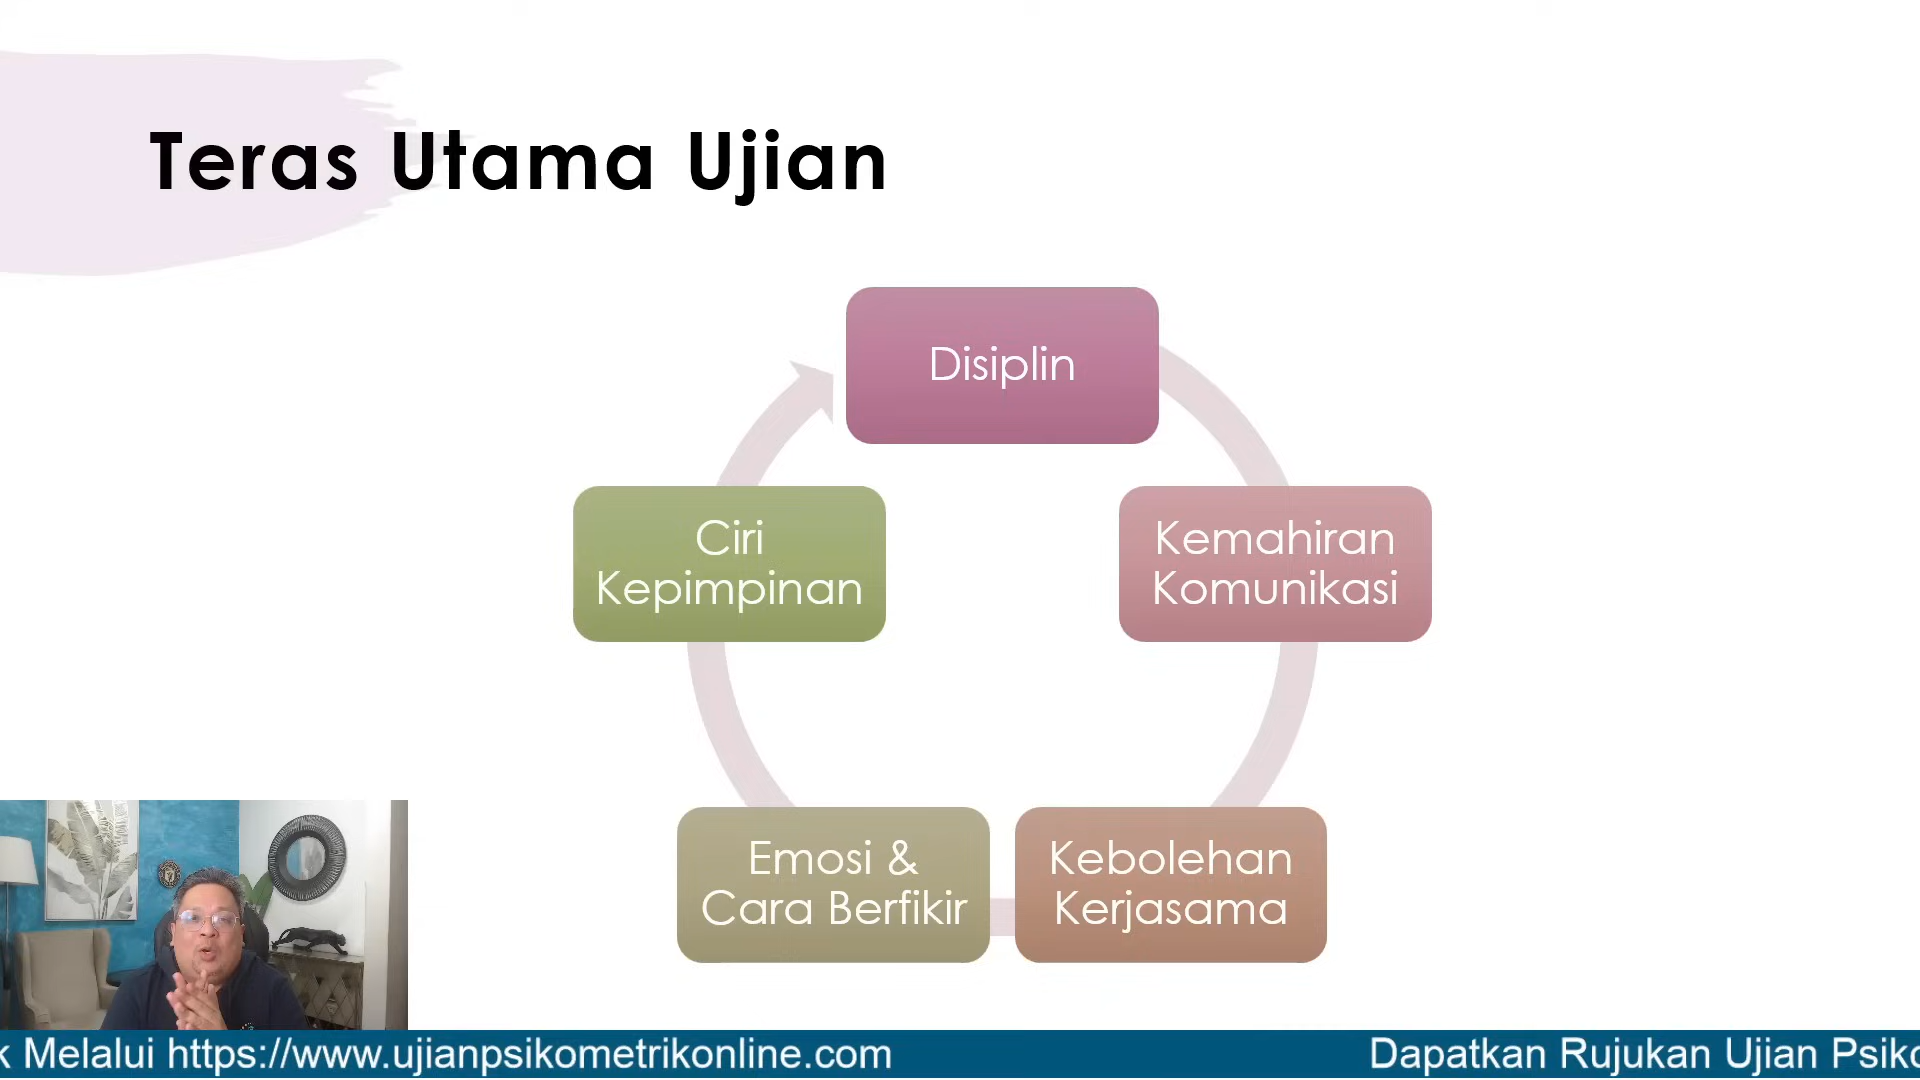 Teras Utama Ujian
Disiplin
Kemahiran
Komunikasi
Kebolehan
Kerjasama
Emosi &
Cara Berfikir
Ciri
Kepimpinan
Melalui https://www.ujianpsikometrikonline.com
Dapatkan Rujukan Ujian